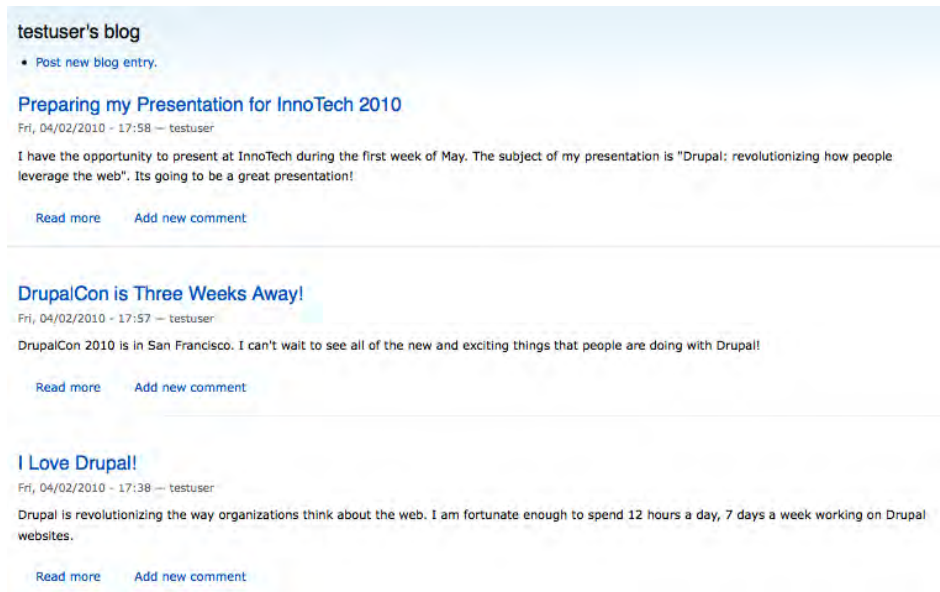 testuser's blog
• Post new blog entry.
Preparing my Presentation for InnoTech 2010
Fri, 04/02/2010 - 17:58 — testuser
I have the opportunity to present at InnoTech during the first week of May. The subject of my presentation is "Drupal: revolutionizing how people
leverage the web". Its going to be a great presentation!
Read more Add new comment
DrupalCon is Three Weeks Away!
Fri, 04/02/2010 - 17:57 — testuser
DrupalCon 2010 is in San Francisco. I can't wait to see all of the new and exciting things that people are doing with Drupal!
Read more Add new comment
I Love Drupal!
Fri, 04/02/2010 - 17:38 — testuser
Drupal is revolutionizing the way organizations think about the web. I am fortunate enough to spend 12 hours a day, 7 days a week working on Drupal
websites.
Read more Add new comment